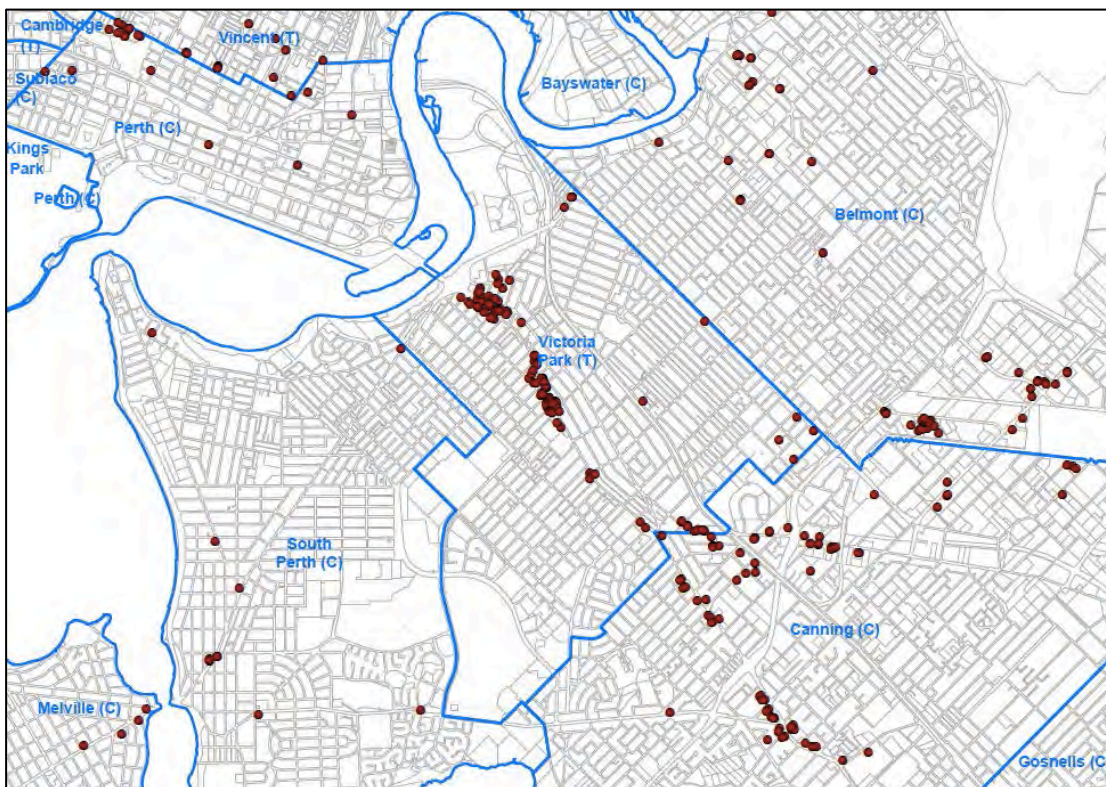 Cambridge
(T)
Vincent (T)
Subiaco
(C)
Bayswater (C)
Perth (C)
Kings
Park
Perth (C)
Belmont (C)
Victoria
Park (T)
South
Perth (C)
Canning (C)
Melville (C)
Gosnells (C